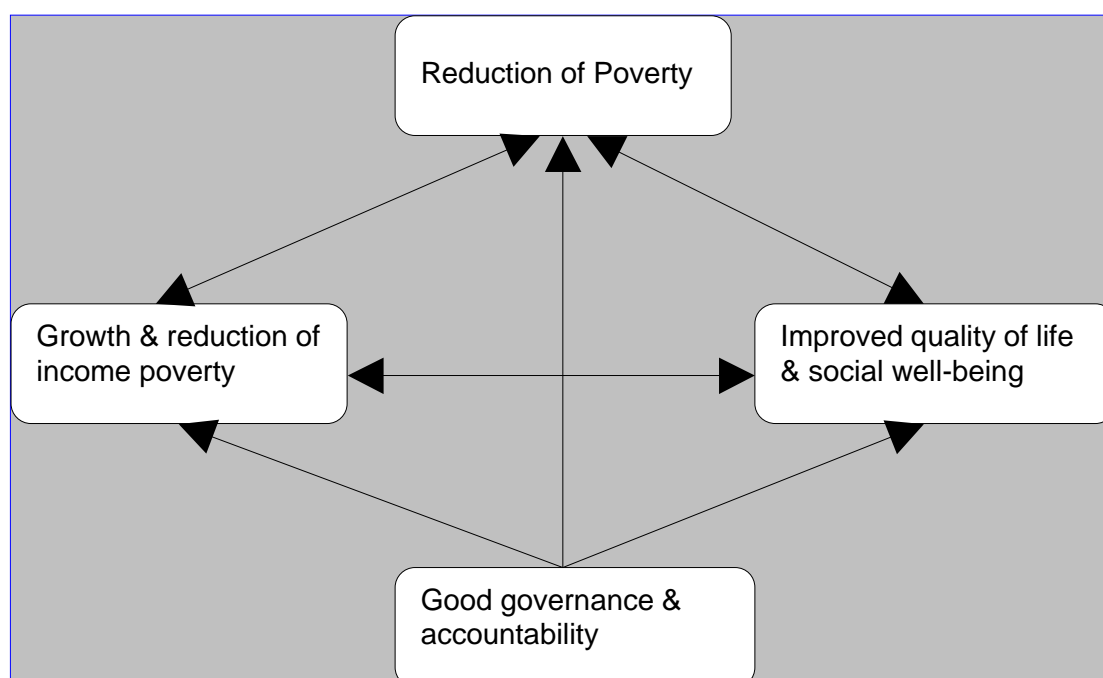 Reduction of Poverty
Growth & reduction of
income poverty
Improved quality of life
& social well-being
Good governance &
accountability